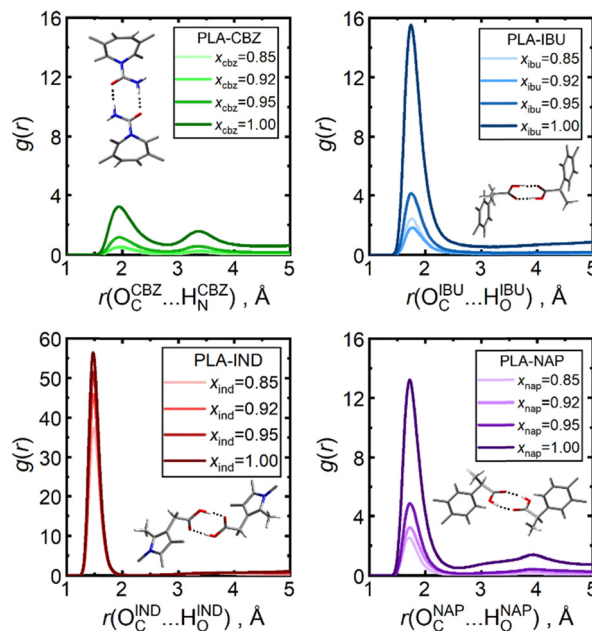 PLA-CBZ
x_cbz=0.85
x_cbz=0.92
x_cbz=0.95
x_cbz=1.00
g(r)
16
12
8
4
0
1 2 3 4 5
r(O_C^CBZ...H_N^CBZ) , Å
PLA-IBU
x_ibu=0.85
x_ibu=0.92
x_ibu=0.95
x_ibu=1.00
g(r)
16
12
8
4
0
1 2 3 4 5
r(O_C^IBU...H_O^IBU) , Å
PLA-IND
x_ind=0.85
x_ind=0.92
x_ind=0.95
x_ind=1.00
g(r)
60
50
40
30
20
10
0
1 2 3 4 5
r(O_C^IND...H_O^IND) , Å
PLA-NAP
x_nap=0.85
x_nap=0.92
x_nap=0.95
x_nap=1.00
g(r)
16
12
8
4
0
1 2 3 4 5
r(O_C^NAP...H_O^NAP) , Å